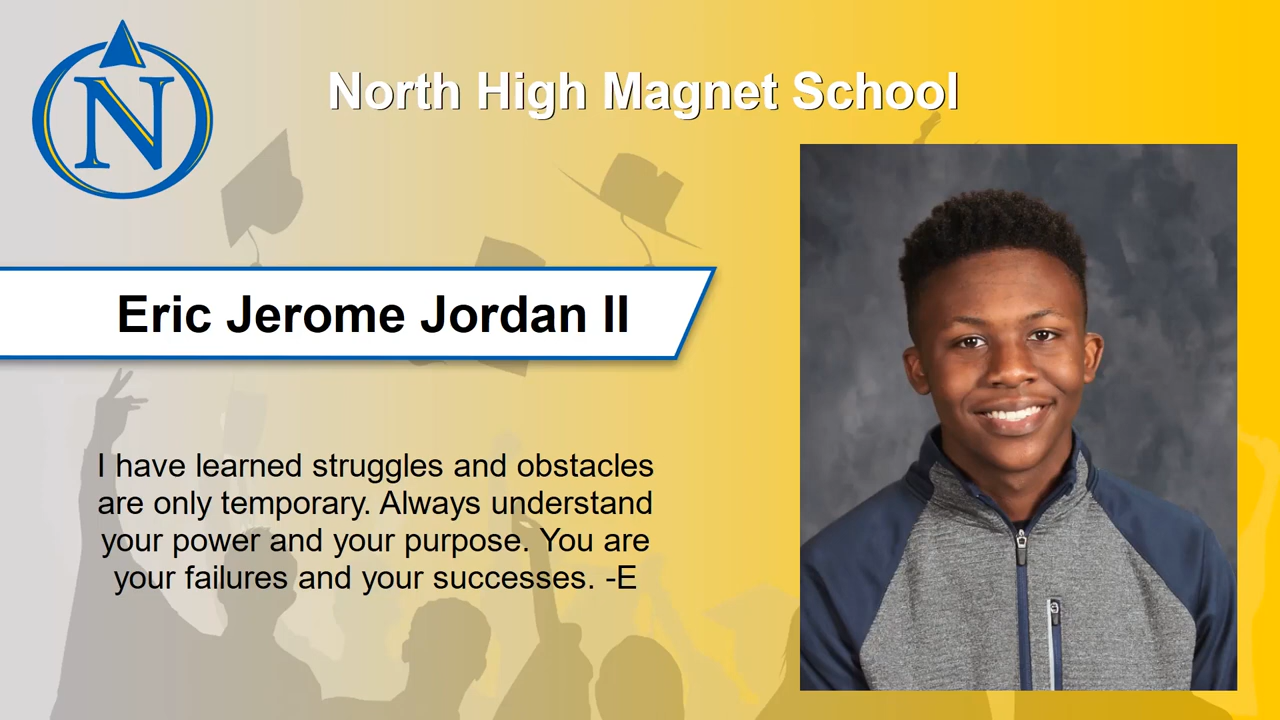 N
North High Magnet School
Eric Jerome Jordan II
I have learned struggles and obstacles
are only temporary. Always understand
your power and your purpose. You are
your failures and your successes. -E